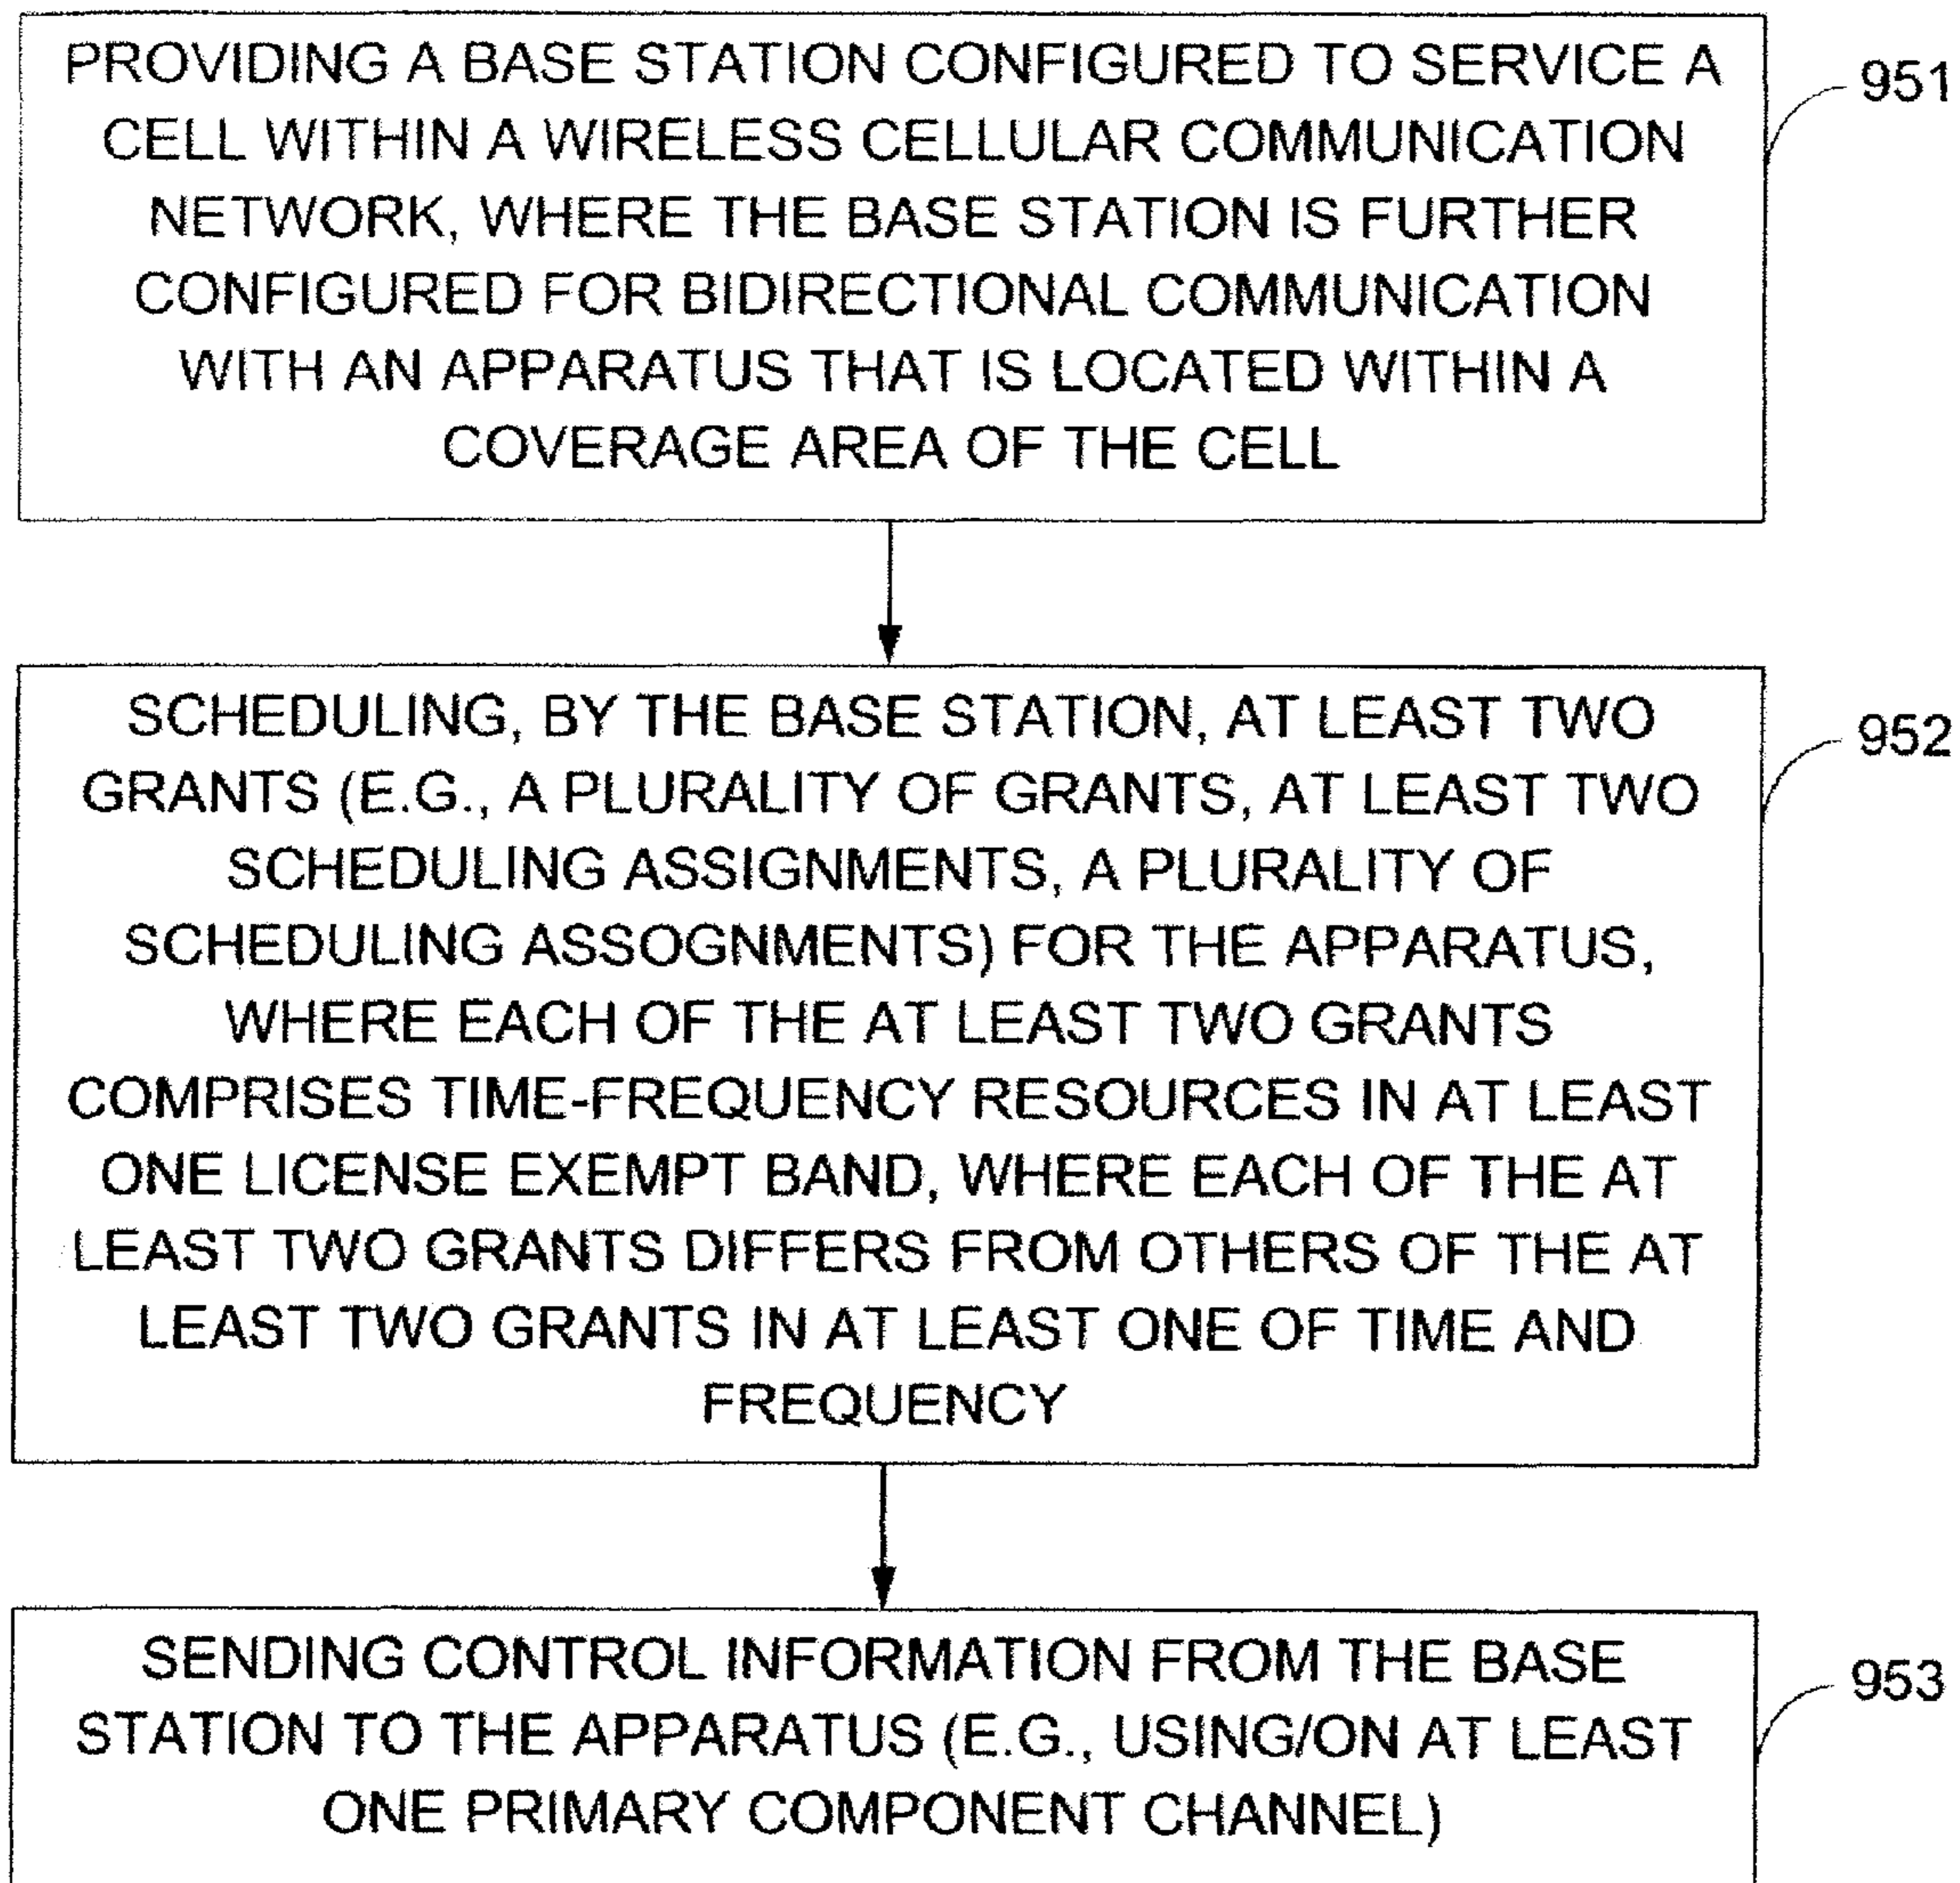 PROVIDING A BASE STATION CONFIGURED TO SERVICE A
CELL WITHIN A WIRELESS CELLULAR COMMUNICATION
NETWORK, WHERE THE BASE STATION IS FURTHER
CONFIGURED FOR BIDIRECTIONAL COMMUNICATION
WITH AN APPARATUS THAT IS LOCATED WITHIN A
COVERAGE AREA OF THE CELL
951
SCHEDULING, BY THE BASE STATION, AT LEAST TWO
GRANTS (E.G., A PLURALITY OF GRANTS, AT LEAST TWO
SCHEDULING ASSIGNMENTS, A PLURALITY OF
SCHEDULING ASSOGNMENTS) FOR THE APPARATUS,
WHERE EACH OF THE AT LEAST TWO GRANTS
COMPRISES TIME-FREQUENCY RESOURCES IN AT LEAST
ONE LICENSE EXEMPT BAND, WHERE EACH OF THE AT
LEAST TWO GRANTS DIFFERS FROM OTHERS OF THE AT
LEAST TWO GRANTS IN AT LEAST ONE OF TIME AND
FREQUENCY
952
SENDING CONTROL INFORMATION FROM THE BASE
STATION TO THE APPARATUS (E.G., USING/ON AT LEAST
ONE PRIMARY COMPONENT CHANNEL)
953